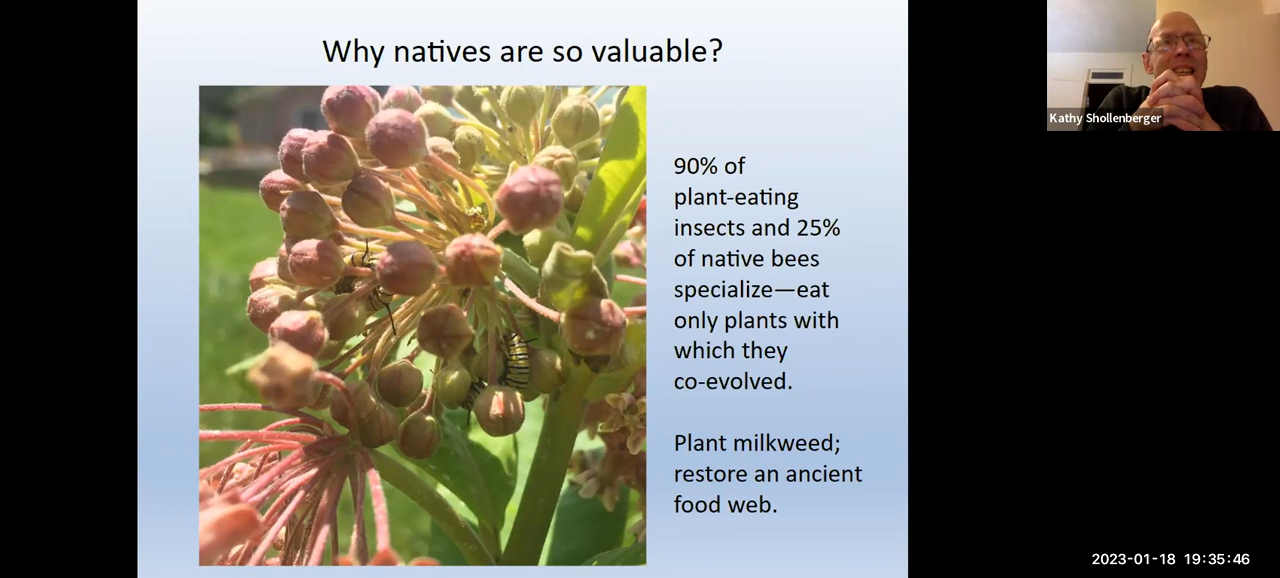 Why natives are so valuable?
90% of
plant-eating
insects and 25%
of native bees
specialize—eat
only plants with
which they
co-evolved.
Plant milkweed;
restore an ancient
food web.
Kathy Shollenberger
2023-01-18 19:35:46